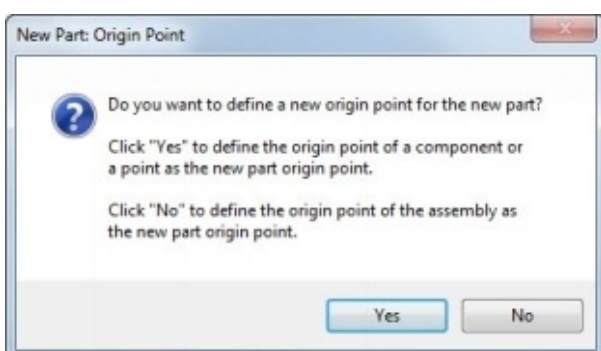 New Part: Origin Point
Do you want to define a new origin point for the new part?
Click "Yes" to define the origin point of a component or
a point as the new part origin point.
Click "No" to define the origin point of the assembly as
the new part origin point.
Yes No